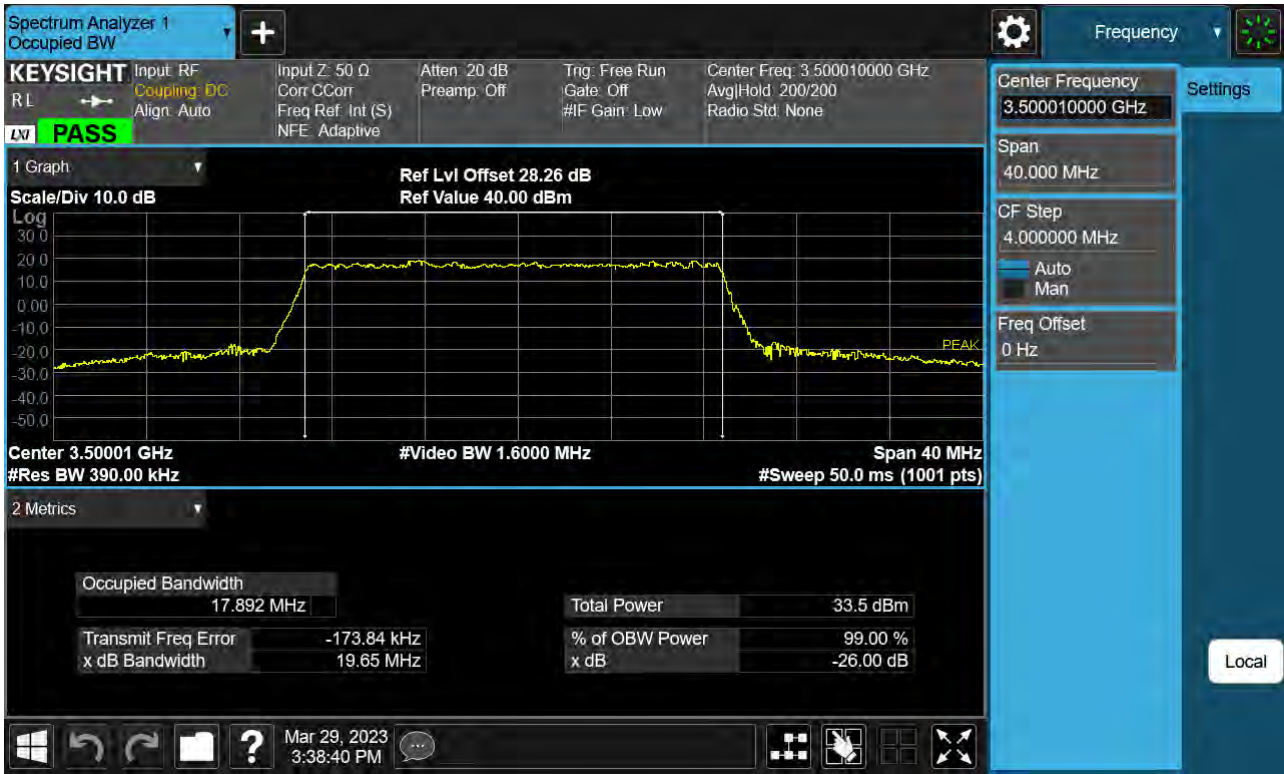 Spectrum Analyzer 1
Occupied BW
Frequency
KEYSIGHT
RL
LXI
PASS
Input: RF
Coupling: DC
Align: Auto
Input Z: 50 Ω
Corr CCorr
Freq Ref: Int (S)
NFE: Adaptive
Atten: 20 dB
Preamp: Off
Trig: Free Run
Gate: Off
#IF Gain: Low
Center Freq: 3.500010000 GHz
Avg|Hold: 200/200
Radio Std: None
1 Graph
Scale/Div 10.0 dB
Ref Lvl Offset 28.26 dB
Ref Value 40.00 dBm
Log
30.0
20.0
10.0
0.00
-10.0
-20.0
-30.0
-40.0
-50.0
PEAK
Center 3.50001 GHz
#Video BW 1.6000 MHz
Span 40 MHz
#Res BW 390.00 kHz
#Sweep 50.0 ms (1001 pts)
2 Metrics
Occupied Bandwidth
17.892 MHz
Transmit Freq Error -173.84 kHz
x dB Bandwidth 19.65 MHz
Total Power 33.5 dBm
% of OBW Power 99.00 %
x dB -26.00 dB
Mar 29, 2023
3:38:40 PM
Center Frequency
3.500010000 GHz
Span
40.000 MHz
CF Step
4.000000 MHz
Auto
Man
Freq Offset
0 Hz
Settings
Local